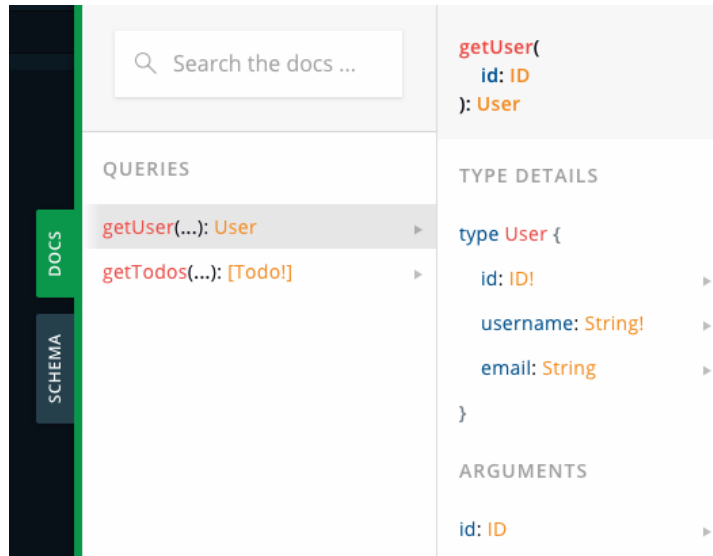 DOCS
SCHEMA
Search the docs ...
QUERIES
getUser(...): User
getTodos(...): [Todo!]
getUser(
id: ID
): User
TYPE DETAILS
type User {
id: ID!
username: String!
email: String
}
ARGUMENTS
id: ID